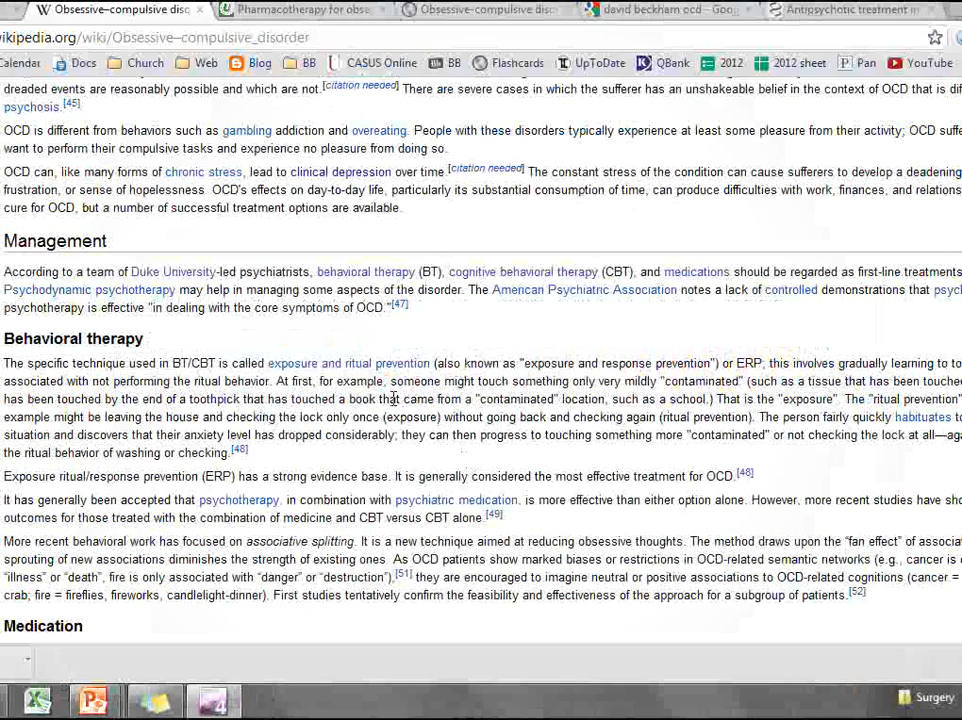 Obsessive–compulsive disc
Pharmacotherapy for obse
Obsessive–compulsive disc
david beckham ocd - Goo
Antipsychotic treatment in
ikipedia.org/wiki/Obsessive–compulsive_disorder
Calendar Docs Church Web Blog BB CASUS Online BB Flashcards UpToDate QBank 2012 2012 sheet Pan YouTube
dreaded events are reasonably possible and which are not.[citation needed] There are severe cases in which the sufferer has an unshakeable belief in the context of OCD that is dif
psychosis.[45]
OCD is different from behaviors such as gambling addiction and overeating. People with these disorders typically experience at least some pleasure from their activity; OCD suffe
want to perform their compulsive tasks and experience no pleasure from doing so.
OCD can, like many forms of chronic stress, lead to clinical depression over time.[citation needed] The constant stress of the condition can cause sufferers to develop a deadening
frustration, or sense of hopelessness. OCD's effects on day-to-day life, particularly its substantial consumption of time, can produce difficulties with work, finances, and relations
cure for OCD, but a number of successful treatment options are available.
Management
According to a team of Duke University-led psychiatrists, behavioral therapy (BT), cognitive behavioral therapy (CBT), and medications should be regarded as first-line treatments
Psychodynamic psychotherapy may help in managing some aspects of the disorder. The American Psychiatric Association notes a lack of controlled demonstrations that psyc
psychotherapy is effective "in dealing with the core symptoms of OCD."[47]
Behavioral therapy
The specific technique used in BT/CBT is called exposure and ritual prevention (also known as "exposure and response prevention") or ERP; this involves gradually learning to to
associated with not performing the ritual behavior. At first, for example, someone might touch something only very mildly "contaminated" (such as a tissue that has been touche
has been touched by the end of a toothpick that has touched a book that came from a "contaminated" location, such as a school.) That is the "exposure". The "ritual prevention"
example might be leaving the house and checking the lock only once (exposure) without going back and checking again (ritual prevention). The person fairly quickly habituates
situation and discovers that their anxiety level has dropped considerably; they can then progress to touching something more "contaminated" or not checking the lock at all—aga
the ritual behavior of washing or checking.[48]
Exposure ritual/response prevention (ERP) has a strong evidence base. It is generally considered the most effective treatment for OCD.[48]
It has generally been accepted that psychotherapy, in combination with psychiatric medication, is more effective than either option alone. However, more recent studies have sho
outcomes for those treated with the combination of medicine and CBT versus CBT alone.[49]
More recent behavioral work has focused on associative splitting. It is a new technique aimed at reducing obsessive thoughts. The method draws upon the “fan effect” of associa
sprouting of new associations diminishes the strength of existing ones. As OCD patients show marked biases or restrictions in OCD-related semantic networks (e.g., cancer is o
“illness” or “death”, fire is only associated with “danger” or “destruction”),[51] they are encouraged to imagine neutral or positive associations to OCD-related cognitions (cancer =
crab; fire = fireflies, fireworks, candlelight-dinner). First studies tentatively confirm the feasibility and effectiveness of the approach for a subgroup of patients.[52]
Medication
Surgery